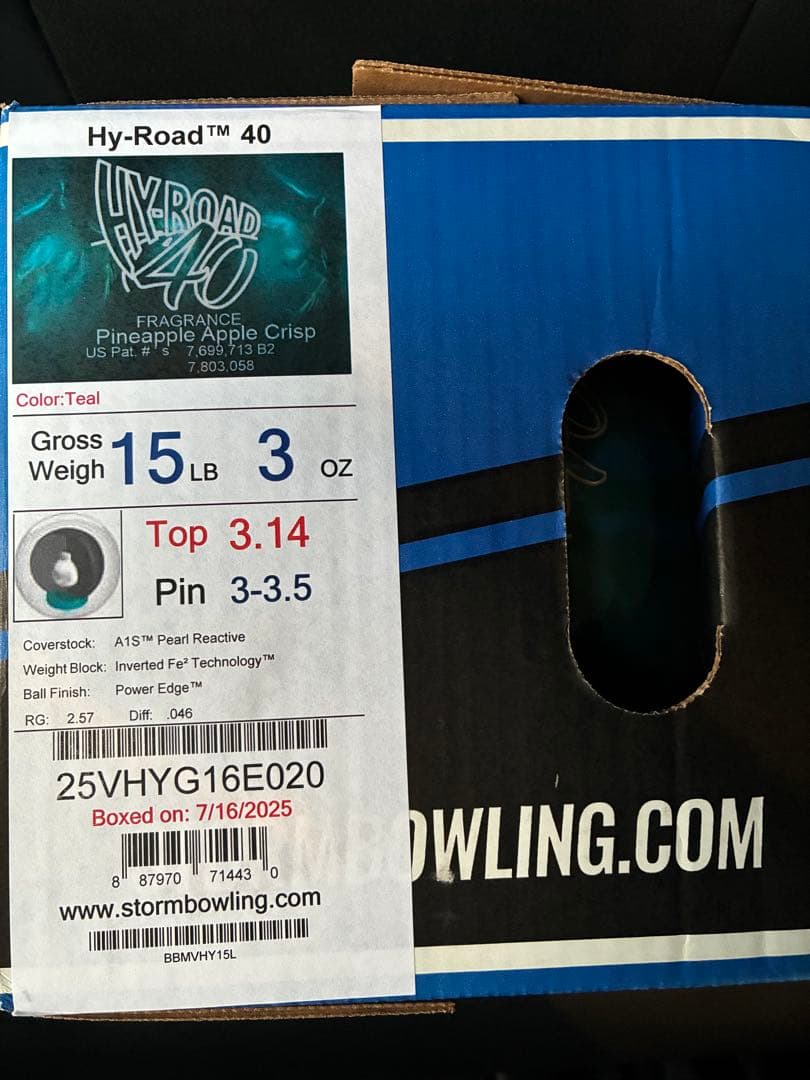 Hy-Road™ 40
HY-ROAD
40
FRAGRANCE
Pineapple Apple Crisp
US Pat. # ' s 7,699,713 B2
7,803,058
Color:Teal
Gross
Weigh 15 LB 3 OZ
Top 3.14
Pin 3-3.5
Coverstock: A1S™ Pearl Reactive
Weight Block: Inverted Fe² Technology™
Ball Finish: Power Edge™
RG: 2.57 Diff: .046
25VHYG16E020
Boxed on: 7/16/2025
8 87970 71443 0
www.stormbowling.com
BBMVHY15L
MBOWLING.COM